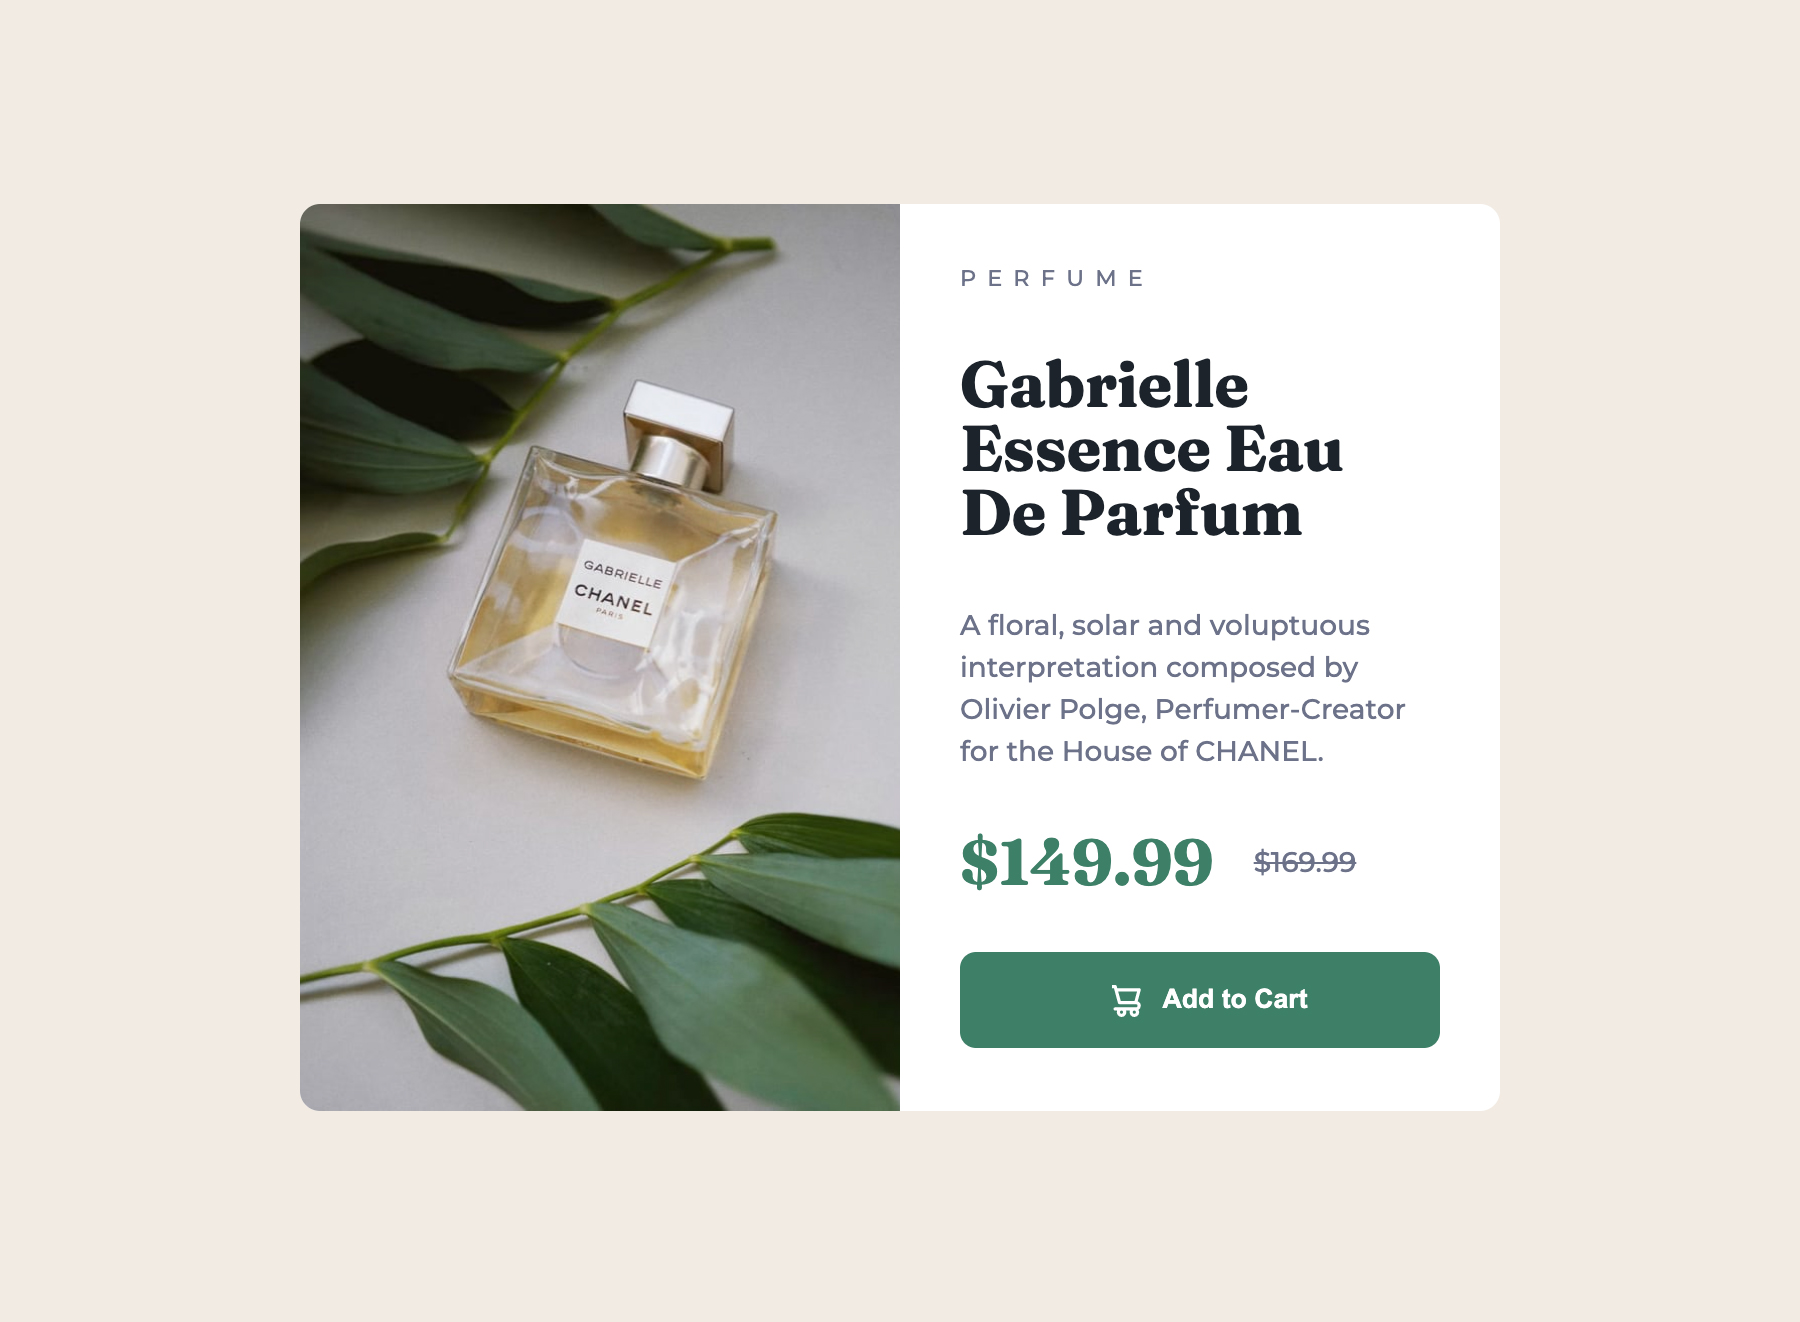 GABRIELLE
CHANEL
PARIS
PERFUME
Gabrielle
Essence Eau
De Parfum
A floral, solar and voluptuous
interpretation composed by
Olivier Polge, Perfumer-Creator
for the House of CHANEL.
$149.99 $169.99
Add to Cart